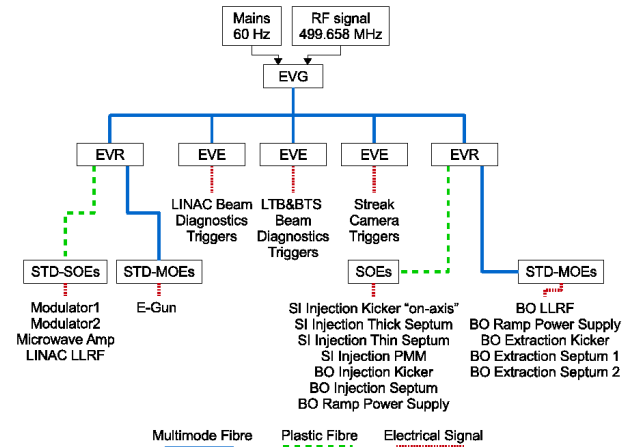 Mains
60 Hz
RF signal
499.658 MHz
EVG
EVR
EVE
EVE
EVE
EVR
LINAC Beam
Diagnostics
Triggers
LTB&BTS
Beam
Diagnostics
Triggers
Streak
Camera
Triggers
STD-SOEs
STD-MOEs
SOEs
STD-MOEs
Modulator1
Modulator2
Microwave Amp
LINAC LLRF
E-Gun
SI Injection Kicker "on-axis"
SI Injection Thick Septum
SI Injection Thin Septum
SI Injection PMM
BO Injection Kicker
BO Injection Septum
BO Ramp Power Supply
BO LLRF
BO Ramp Power Supply
BO Extraction Kicker
BO Extraction Septum 1
BO Extraction Septum 2
Multimode Fibre
Plastic Fibre
Electrical Signal